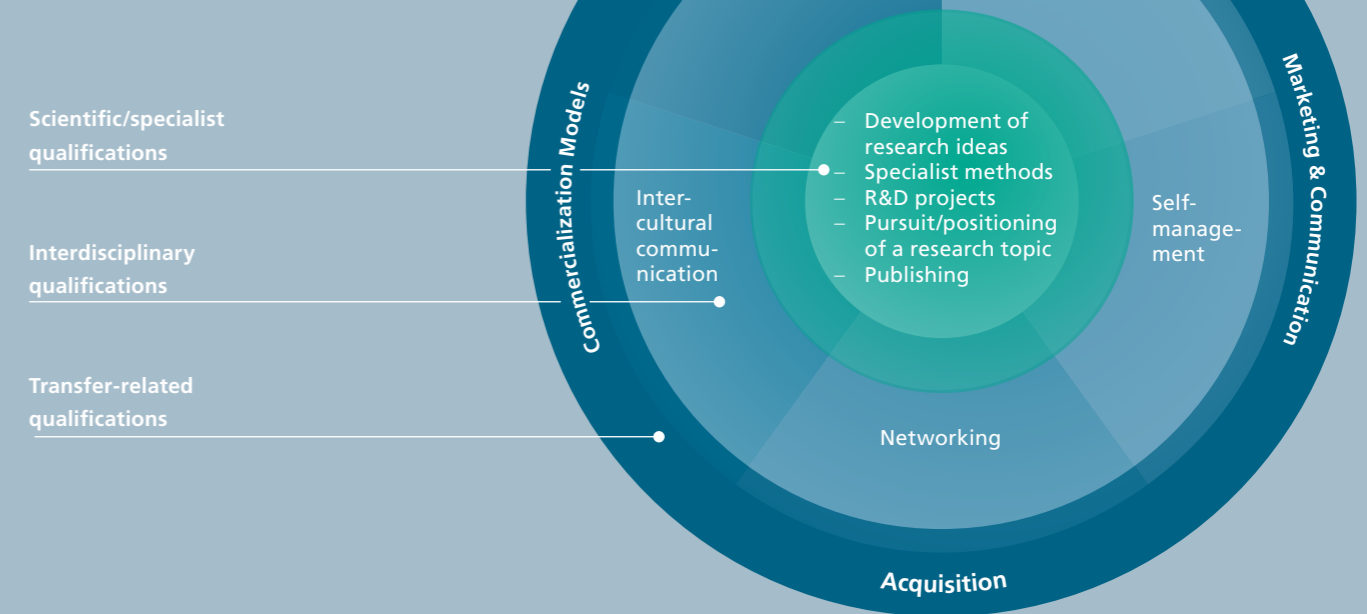 Scientific/specialist
qualifications
Interdisciplinary
qualifications
Transfer-related
qualifications
Commercialization Models
Inter-
cultural
commu-
nication
– Development of
research ideas
– Specialist methods
– R&D projects
– Pursuit/positioning
of a research topic
– Publishing
Self-
manage-
ment
Marketing & Communication
Networking
Acquisition